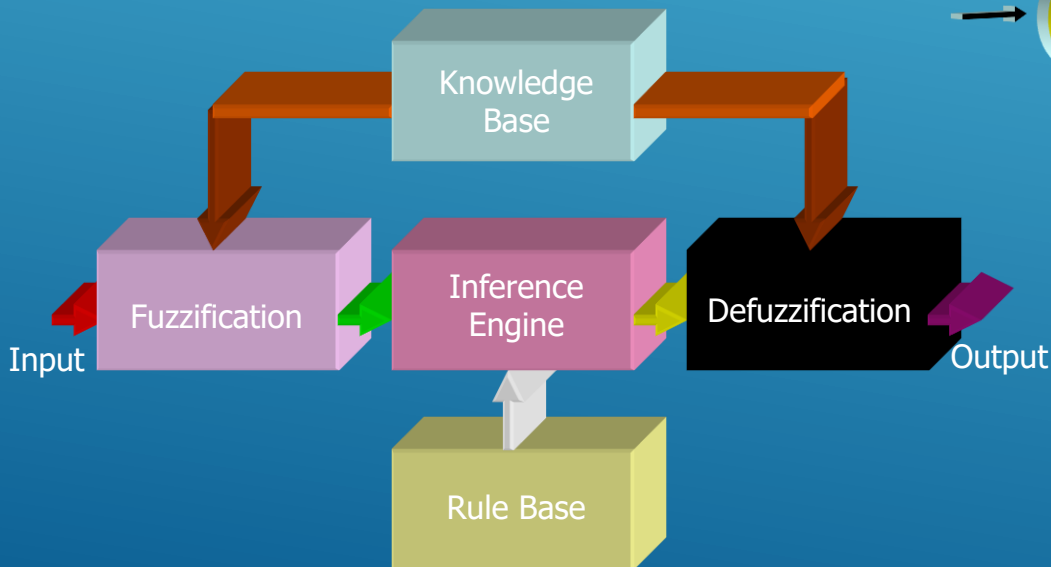 Knowledge
Base
Fuzzification
Inference
Engine
Defuzzification
Input
Output
Rule Base